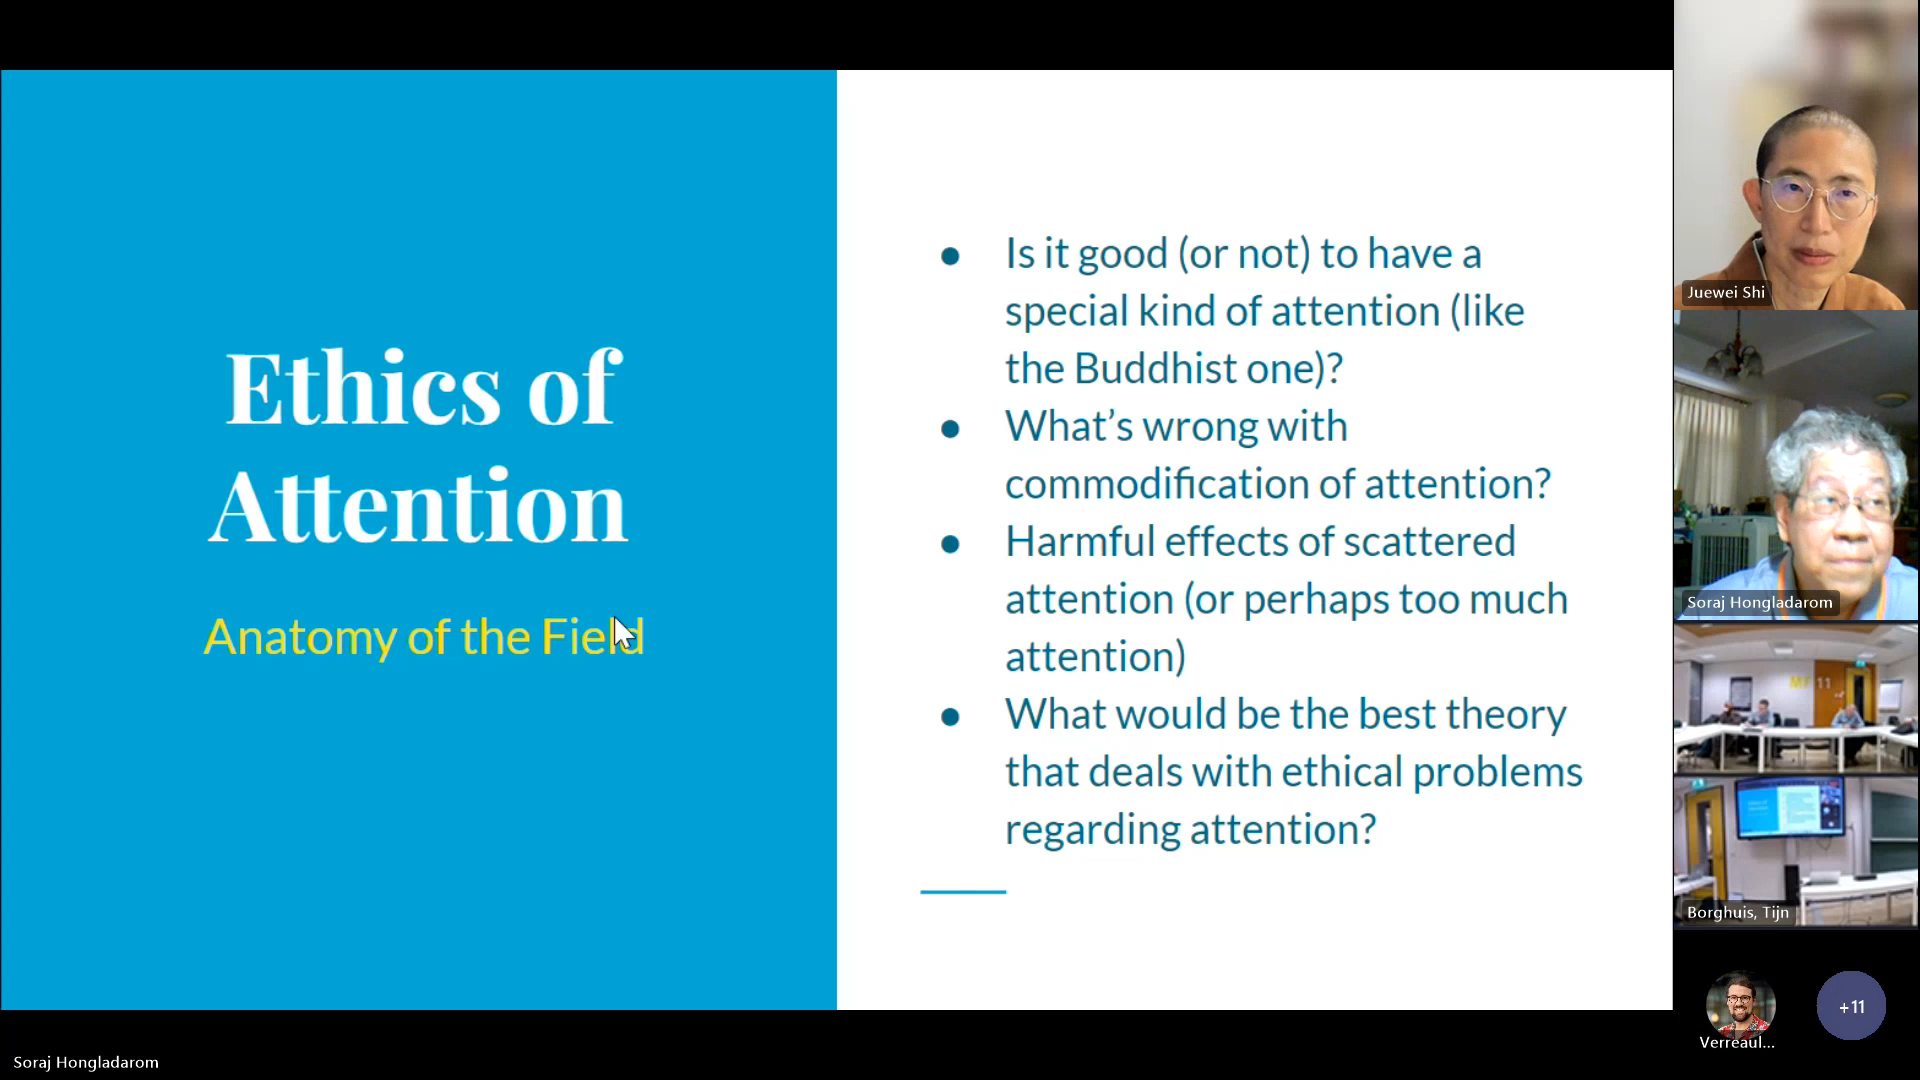 Ethics of
Attention
Anatomy of the Field
● Is it good (or not) to have a
special kind of attention (like
the Buddhist one)?
● What’s wrong with
commodification of attention?
● Harmful effects of scattered
attention (or perhaps too much
attention)
● What would be the best theory
that deals with ethical problems
regarding attention?
Juewei Shi
Soraj Hongladarom
MF 11
Borghuis, Tijn
Verreaul...
+11
Soraj Hongladarom